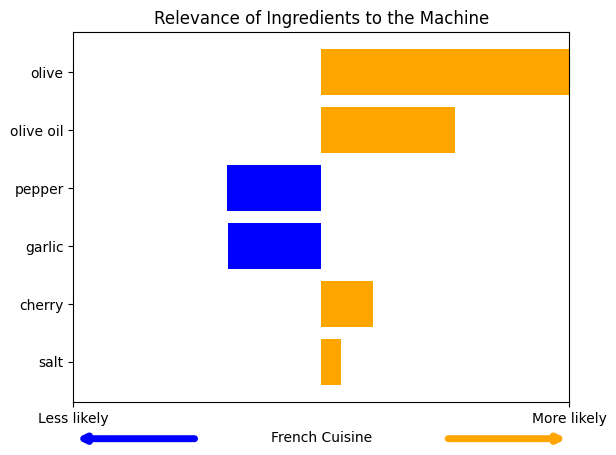 Relevance of Ingredients to the Machine
olive
olive oil
pepper
garlic
cherry
salt
Less likely
More likely
French Cuisine